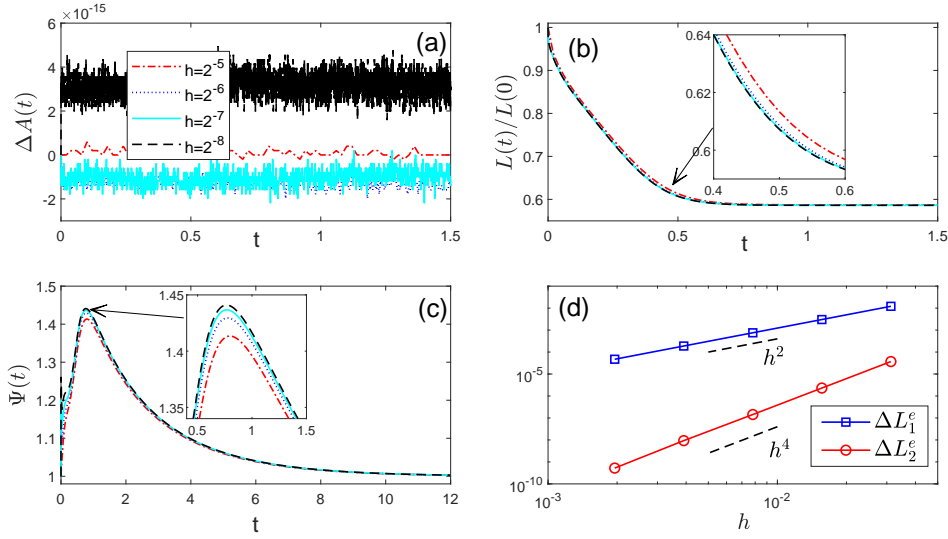 ×10^-15
6
4
2
0
-2
0
0.5
1
1.5
ΔA(t)
t
(a)
h=2^-5
h=2^-6
h=2^-7
h=2^-8
1
0.9
0.8
0.7
0.6
0
0.5
1
1.5
L(t)/L(0)
t
(b)
0.64
0.62
0.6
0.4
0.5
0.6
1.5
1.4
1.3
1.2
1.1
1
0
2
4
6
8
10
12
Ψ(t)
t
(c)
1.45
1.4
1.35
0.5
1
1.5
(d)
h^2
h^4
ΔL_1^e
ΔL_2^e
10^-5
10^-10
10^-3
10^-2
h